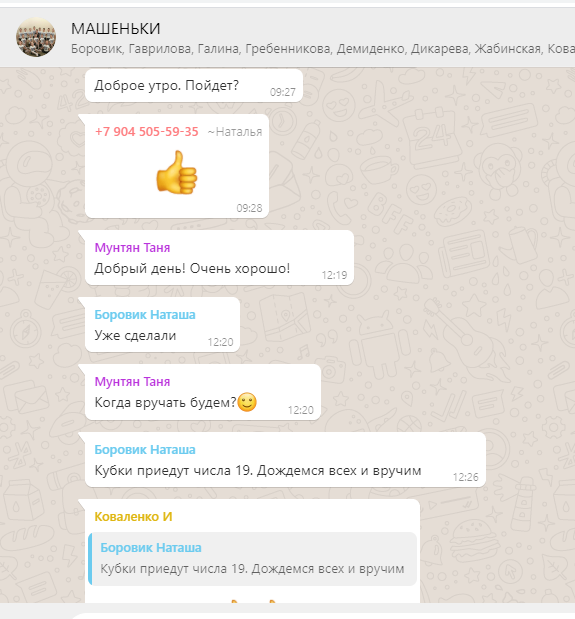 МАШЕНЬКИ
Боровик, Гаврилова, Галина, Гребенникова, Демиденко, Дикарева, Жабинская, Кова
Доброе утро. Пойдет?
09:27
+7 904 505-59-35 ~Наталья
👍
09:28
Мунтян Таня
Добрый день! Очень хорошо!
12:19
Боровик Наташа
Уже сделали
12:20
Мунтян Таня
Когда вручать будем?🙂
12:20
Боровик Наташа
Кубки приедут числа 19. Дождемся всех и вручим
12:26
Коваленко И
Боровик Наташа
Кубки приедут числа 19. Дождемся всех и вручим